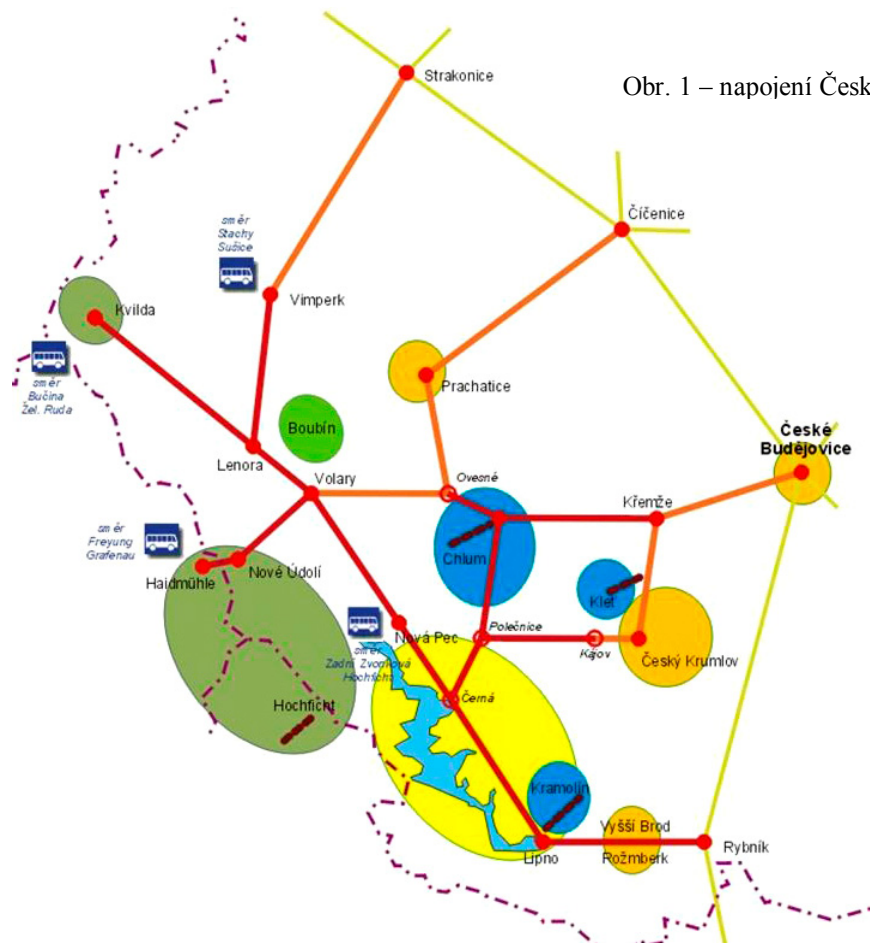 Strakonice
Obr. 1 – napojení Česk
směr
Stachy
Sušice
Číčenice
Vimperk
Kvilda
směr
Bučina
Žel. Ruda
Prachatice
Boubín
České
Budějovice
Lenora
Volary
Ovesné
Křemže
směr
Freyung
Grafenau
Chlum
Haidmühle
Nové Údolí
Kleť
Nová Pec
Polečnice
Kájov
Český Krumlov
směr
Zadní Zvonková
Hochficht
Černá
Hochficht
Kramolín
Vyšší Brod
Lipno
Rožmberk
Rybník